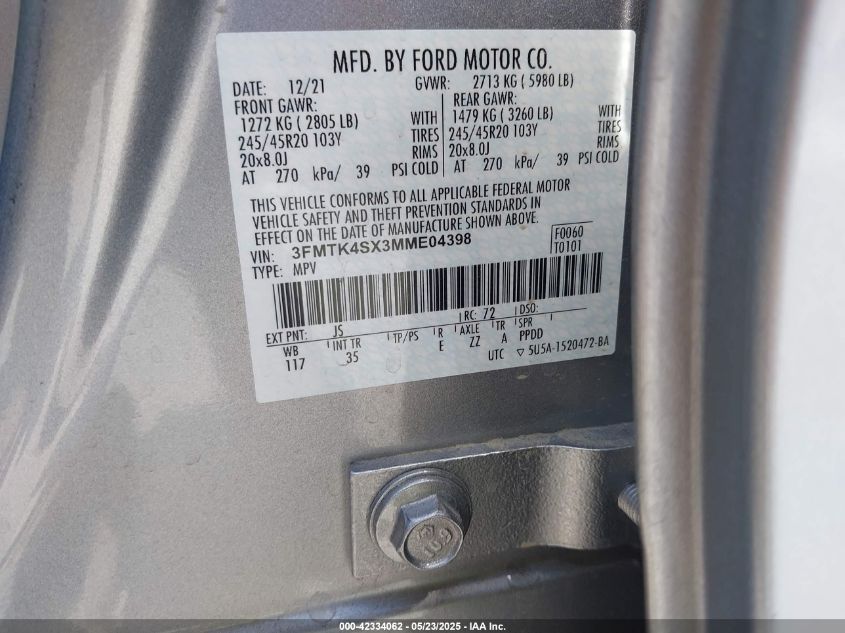 MFD. BY FORD MOTOR CO.
DATE: 12/21 GVWR: 2713 KG ( 5980 LB)
FRONT GAWR: REAR GAWR:
1272 KG ( 2805 LB) WITH 1479 KG ( 3260 LB) WITH
245/45R20 103Y TIRES 245/45R20 103Y TIRES
20x8.0J RIMS 20x8.0J RIMS
AT 270 kPa/ 39 PSI COLD AT 270 kPa/ 39 PSI COLD
THIS VEHICLE CONFORMS TO ALL APPLICABLE FEDERAL MOTOR
VEHICLE SAFETY AND THEFT PREVENTION STANDARDS IN
EFFECT ON THE DATE OF MANUFACTURE SHOWN ABOVE.
VIN: 3FMTK4SX3MME04398 F0060
TYPE: MPV T0101
EXT PNT: JS RC: 72 DSO:
WB INT TR TP/PS R AXLE TR SPR
117 35 E ZZ A PPDD
UTC ▽ 5U5A-1520472-BA
10.9
000-42334062 - 05/23/2025 - IAA Inc.